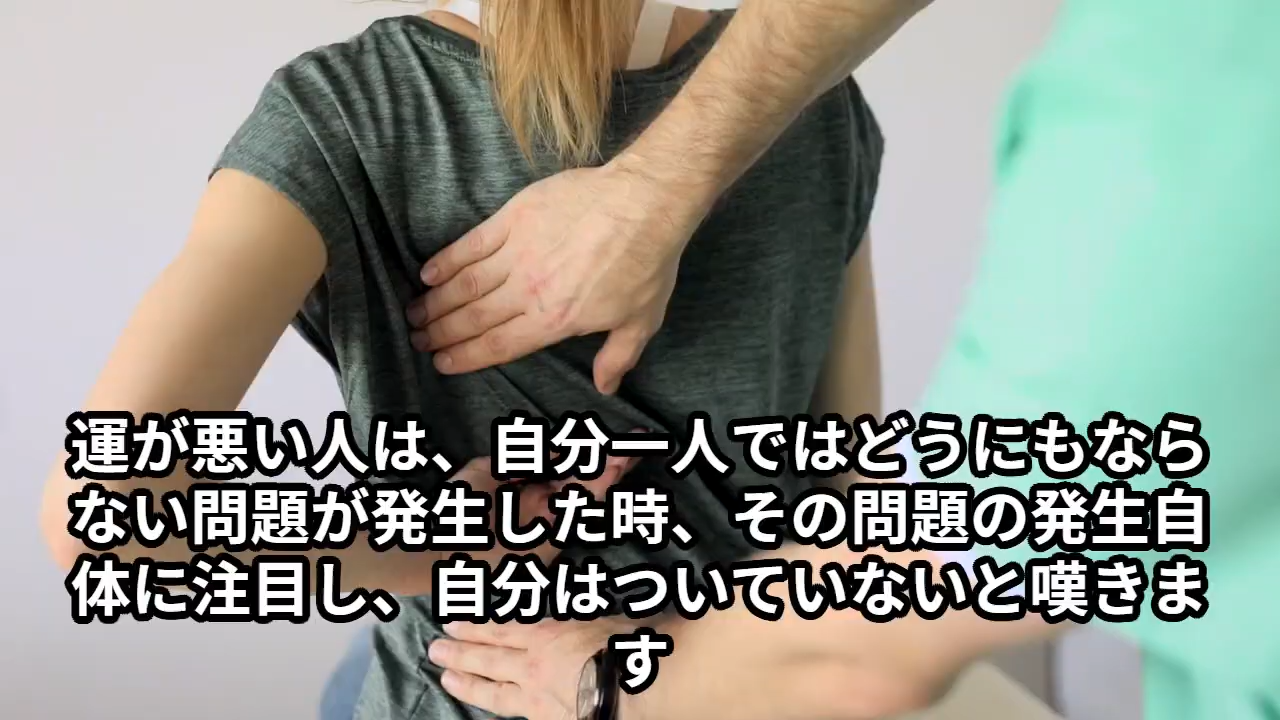 運が悪い人は、自分一人ではどうにもなら
ない問題が発生した時、その問題の発生自
体に注目し、自分はついていないと嘆きま
す